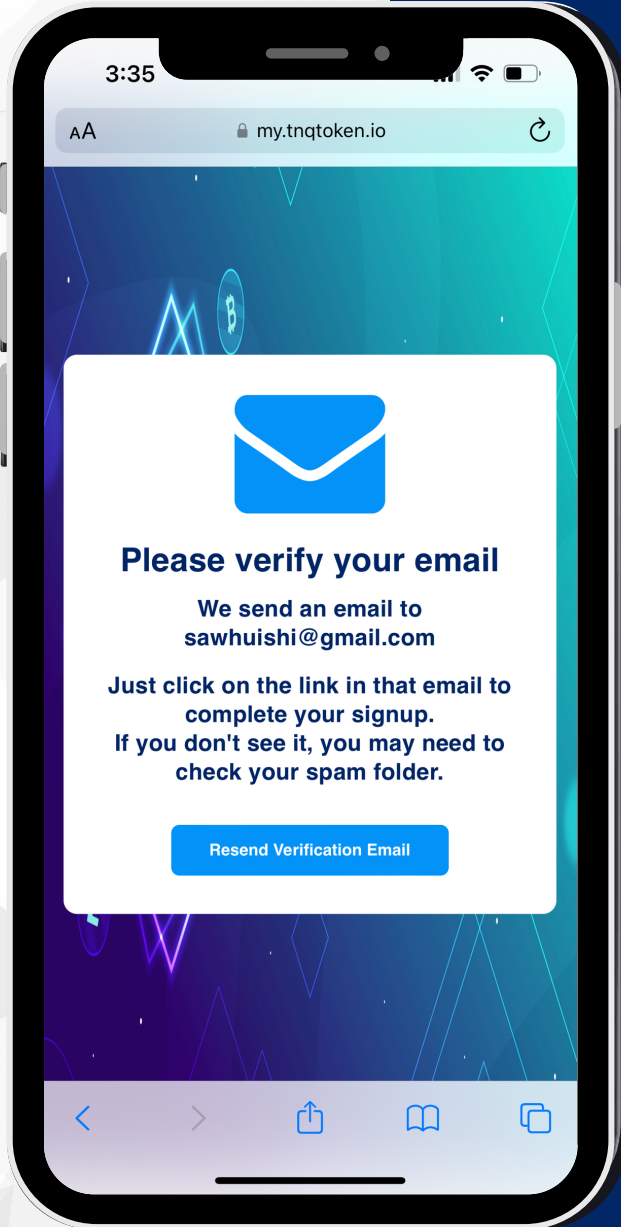 3:35
AA my.tnqtoken.io
Please verify your email
We send an email to
sawhuishi@gmail.com
Just click on the link in that email to
complete your signup.
If you don't see it, you may need to
check your spam folder.
Resend Verification Email